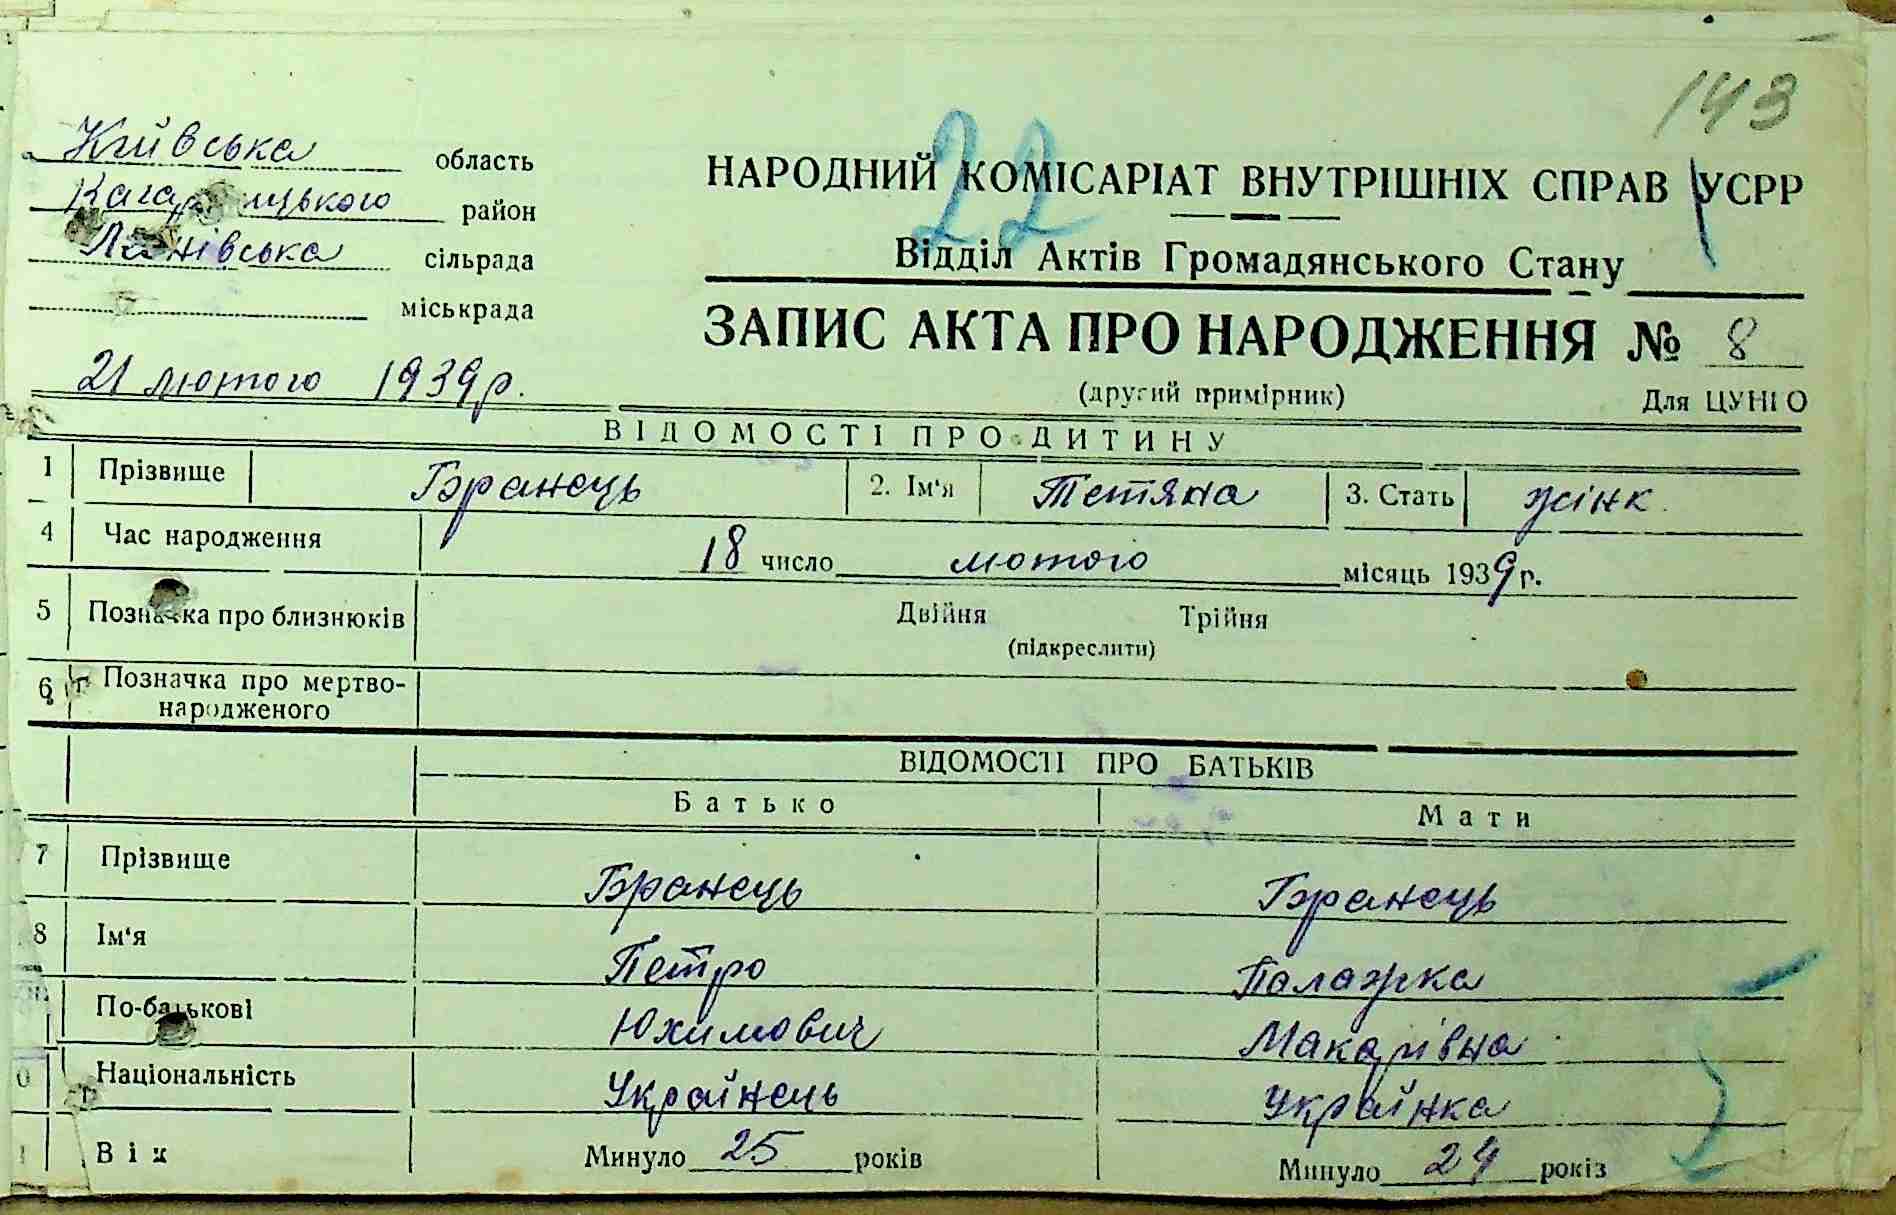 143
22
Київська область
Кагарлицького район
Панівська сільрада
міськрада
21 лютого 1939р.
НАРОДНИЙ КОМІСАРІАТ ВНУТРІШНІХ СПРАВ УСРР
Відділ Актів Громадянського Стану
ЗАПИС АКТА ПРО НАРОДЖЕННЯ № 8
(другий примірник) Для ЦУНГО
ВІДОМОСТІ ПРО ДИТИНУ
1 Прізвище Бранець 2. Ім'я Тетяна 3. Стать жінк.
4 Час народження 18 число лютого місяць 1939 р.
5 Позначка про близнюків Двійня Трійня
(підкреслити)
6 Позначка про мертво-
народженого
ВІДОМОСТІ ПРО БАТЬКІВ
Батько Мати
7 Прізвище Бранець Бранець
8 Ім'я Петро Палажка
По-батькові Юхимович Макарівна
0 Національність Українець Українка
1 Вік Минуло 25 років Минуло 24 років